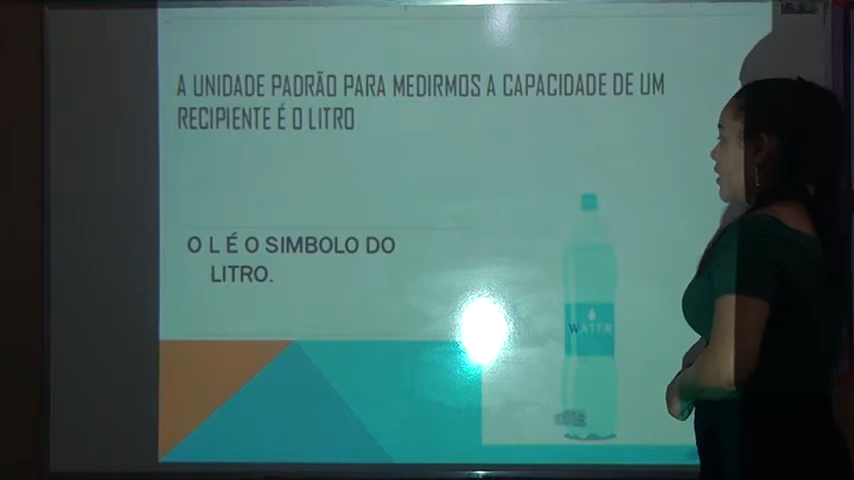 A UNIDADE PADRÃO PARA MEDIRMOS A CAPACIDADE DE UM
RECIPIENTE É O LITRO
O L É O SIMBOLO DO
LITRO.
WATER